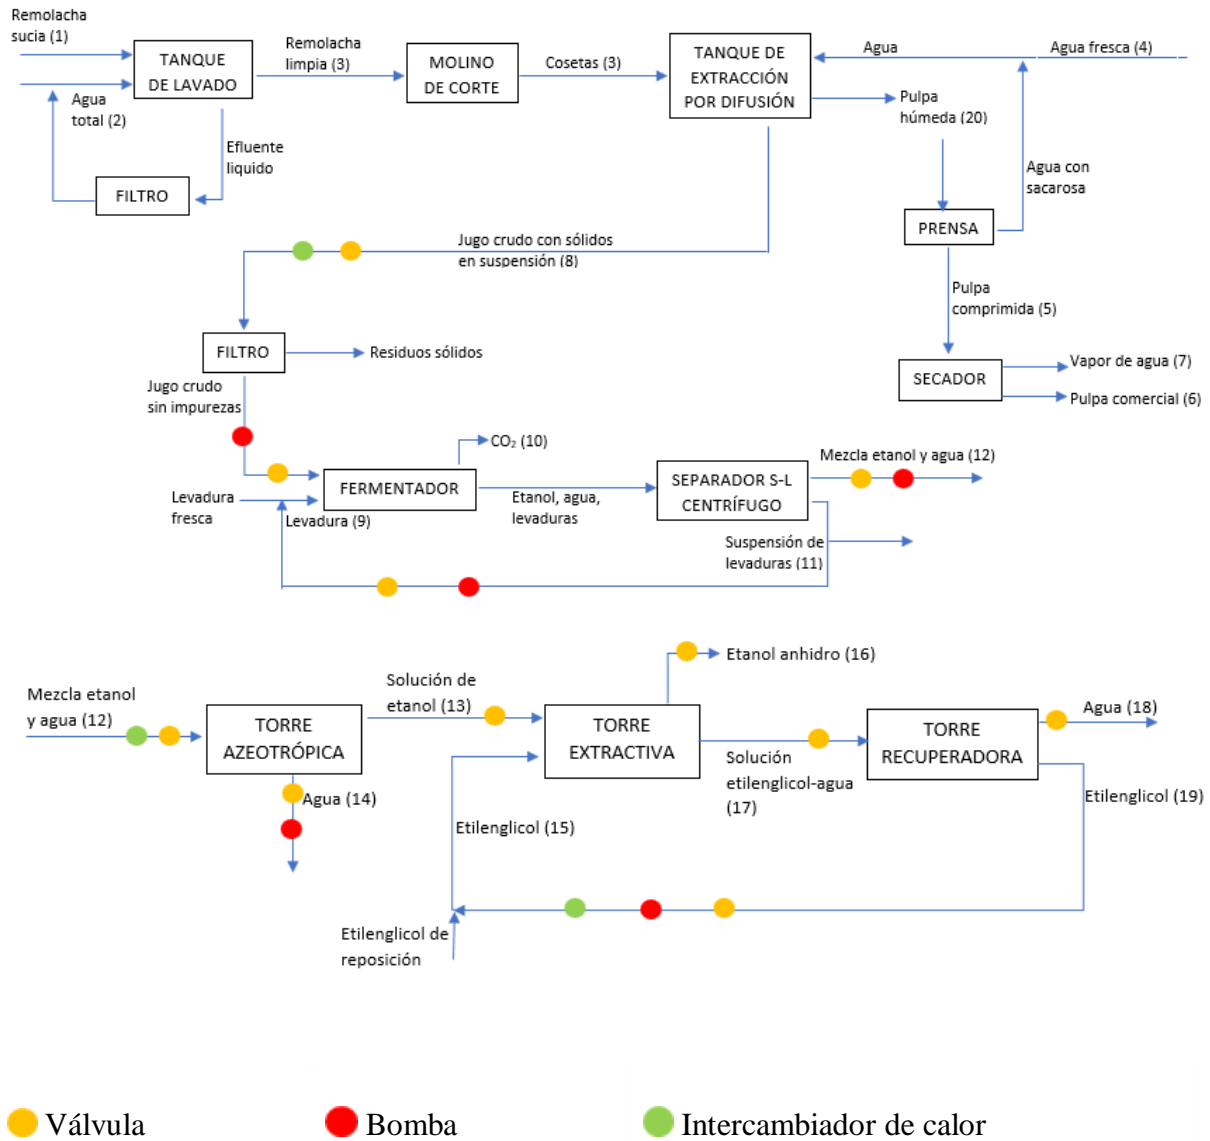 Remolacha
sucia (1)
TANQUE
DE LAVADO
Agua
total (2)
Remolacha
limpia (3)
MOLINO
DE CORTE
Cosetas (3)
TANQUE DE
EXTRACCIÓN
POR DIFUSIÓN
Agua
Agua fresca (4)
Pulpa
húmeda (20)
Efluente
liquido
FILTRO
Agua con
sacarosa
PRENSA
Jugo crudo con sólidos
en suspensión (8)
Pulpa
comprimida (5)
FILTRO
Residuos sólidos
SECADOR
Vapor de agua (7)
Pulpa comercial (6)
Jugo crudo
sin impurezas
CO₂ (10)
Mezcla etanol y agua (12)
FERMENTADOR
SEPARADOR S-L
CENTRÍFUGO
Levadura
fresca
Levadura (9)
Etanol, agua,
levaduras
Suspensión de
levaduras (11)
Etanol anhidro (16)
Mezcla etanol
y agua (12)
Solución de
etanol (13)
TORRE
AZEOTRÓPICA
TORRE
EXTRACTIVA
TORRE
RECUPERADORA
Agua (18)
Solución
etilenglicol-agua
(17)
Agua (14)
Etilenglicol (15)
Etilenglicol (19)
Etilenglicol de
reposición
Válvula
Bomba
Intercambiador de calor